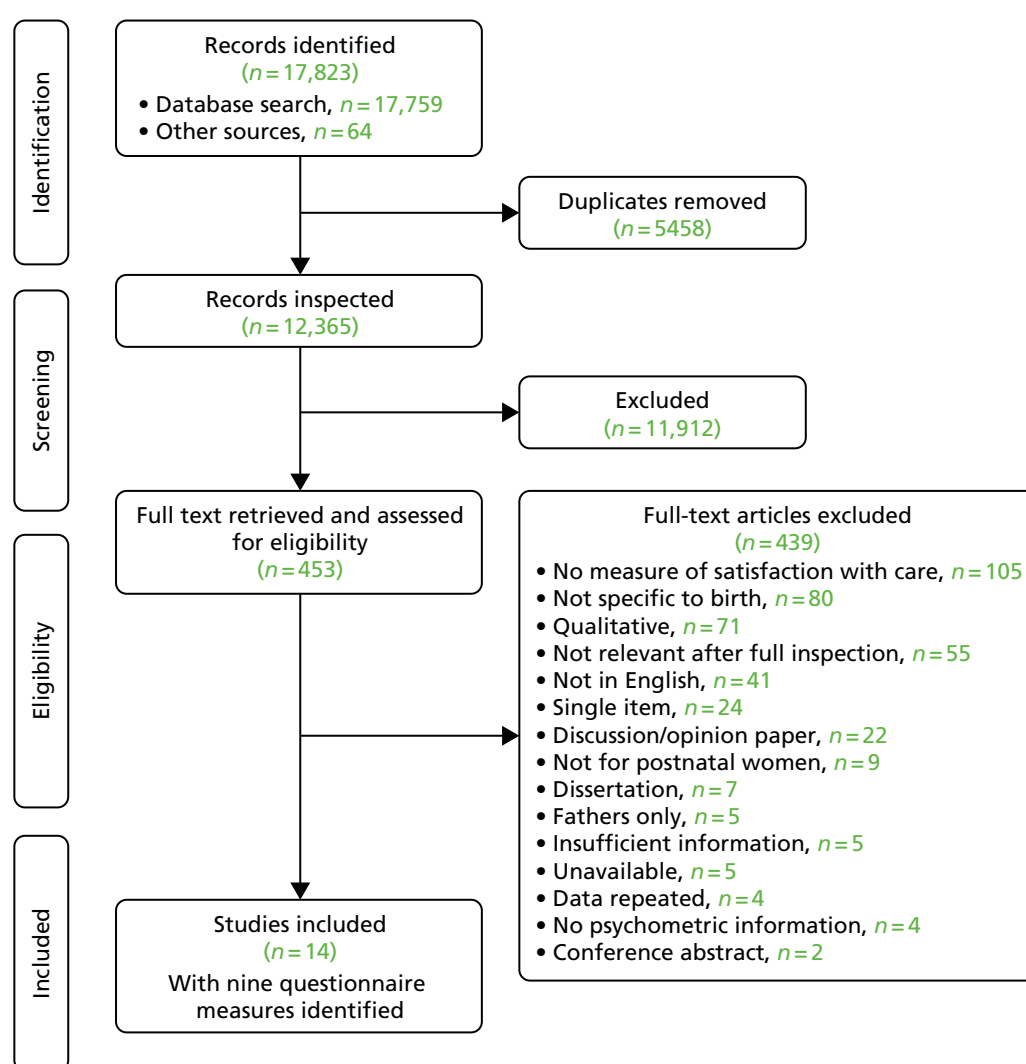 Identification
Records identified
(n = 17,823)
• Database search, n = 17,759
• Other sources, n = 64
Duplicates removed
(n = 5458)
Screening
Records inspected
(n = 12,365)
Excluded
(n = 11,912)
Eligibility
Full text retrieved and assessed
for eligibility
(n = 453)
Full-text articles excluded
(n = 439)
• No measure of satisfaction with care, n = 105
• Not specific to birth, n = 80
• Qualitative, n = 71
• Not relevant after full inspection, n = 55
• Not in English, n = 41
• Single item, n = 24
• Discussion/opinion paper, n = 22
• Not for postnatal women, n = 9
• Dissertation, n = 7
• Fathers only, n = 5
• Insufficient information, n = 5
• Unavailable, n = 5
• Data repeated, n = 4
• No psychometric information, n = 4
• Conference abstract, n = 2
Included
Studies included
(n = 14)
With nine questionnaire
measures identified